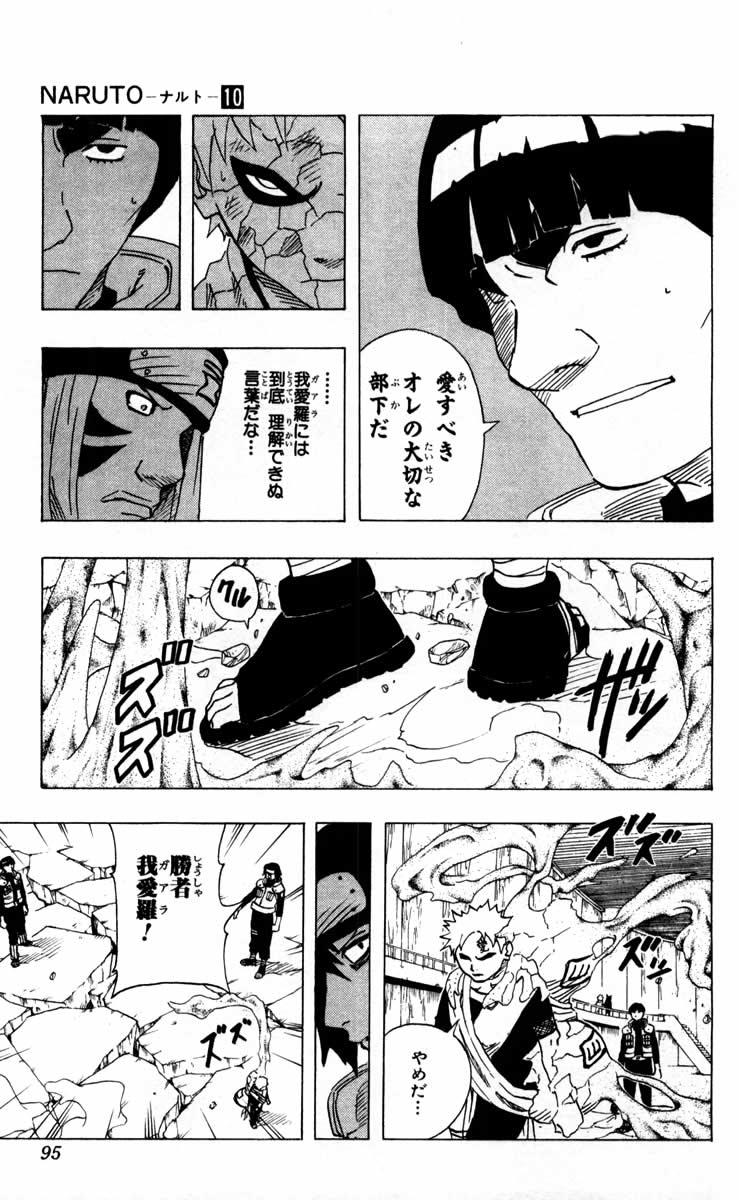 NARUTO―ナルト―10
愛すべき
オレの大切な
部下だ
……
我愛羅には
到底 理解できぬ
言葉だな…
クル
ザッ
ズズズ
ズズ
やめだ…
ズズ
勝者
我愛羅!
ズズ
95